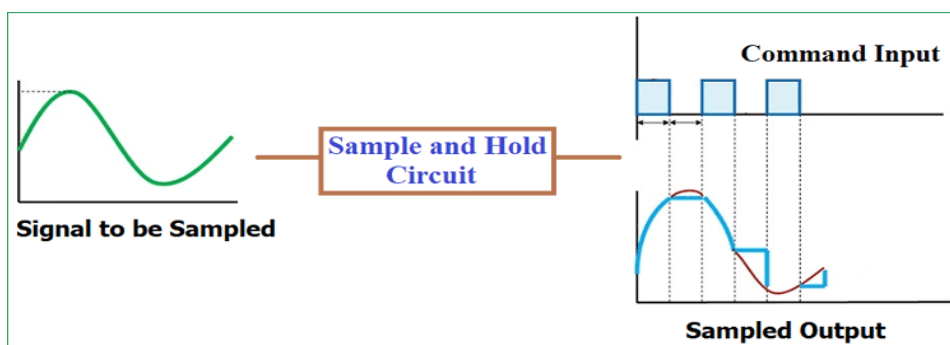 Command Input
Sample and Hold
Circuit
Signal to be Sampled
Sampled Output